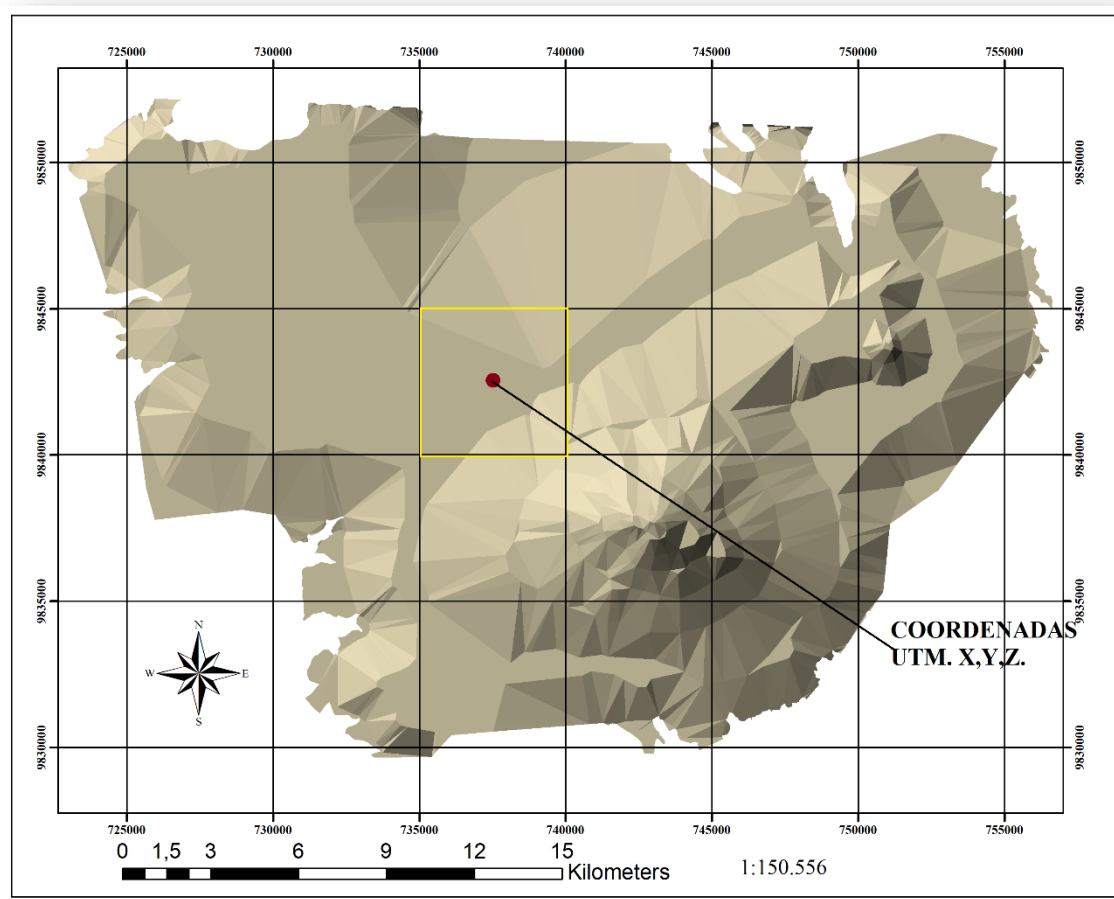 725000 730000 735000 740000 745000 750000 755000
9850000 9850000
9845000 9845000
9840000 9840000
9835000 9835000
COORDENADAS
UTM. X,Y,Z.
N
W E
S
9830000 9830000
725000 730000 735000 740000 745000 750000 755000
0 1,5 3 6 9 12 15
Kilometers
1:150.556